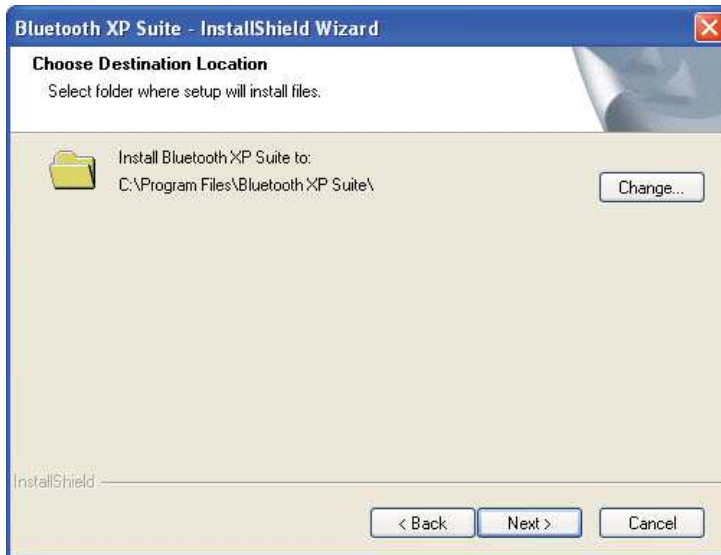 Bluetooth XP Suite - InstallShield Wizard
Choose Destination Location
Select folder where setup will install files.
Install Bluetooth XP Suite to:
C:\Program Files\Bluetooth XP Suite\
Change...
InstallShield
< Back
Next >
Cancel